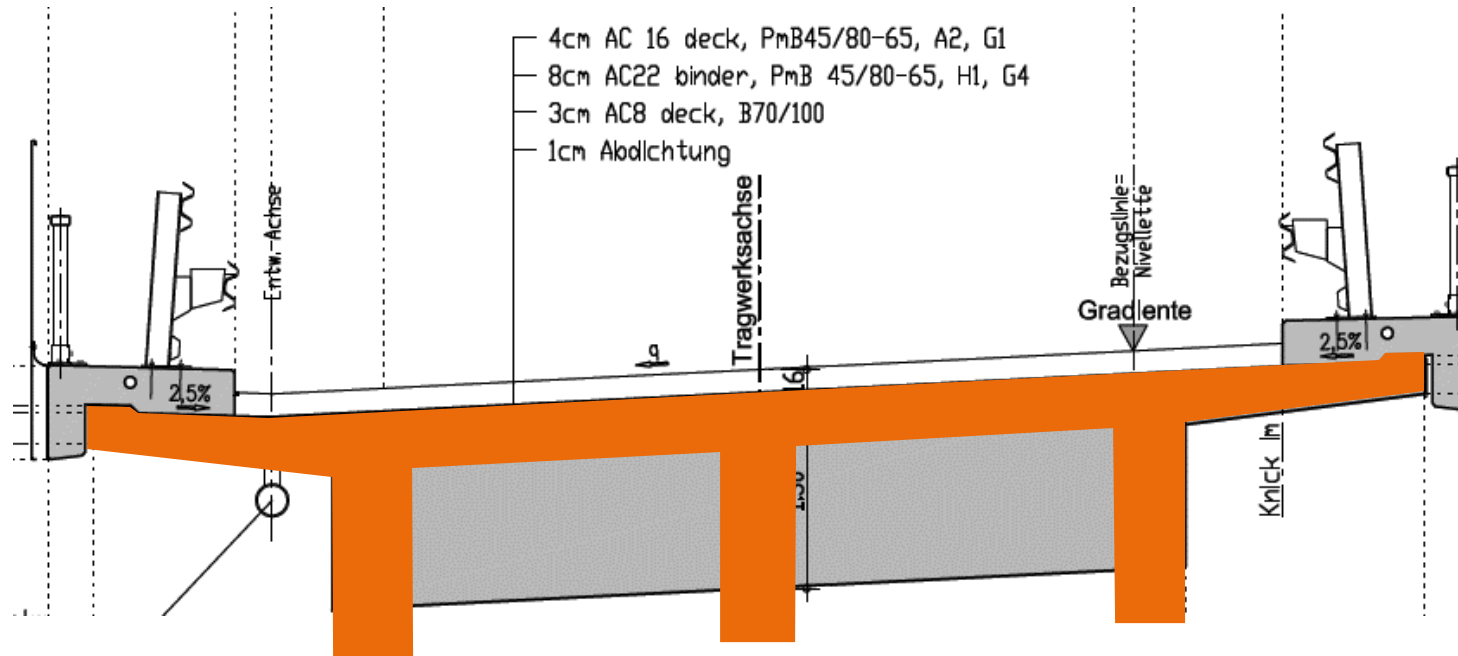 4cm AC 16 deck, PmB45/80-65, A2, G1
8cm AC22 binder, PmB 45/80-65, H1, G4
3cm AC8 deck, B70/100
1cm Abdichtung
Entw. Achse
Tragwerksachse
Bezugslinie=
Nivellette
Gradiente
q
16
2,5%
2,5%
Knick im